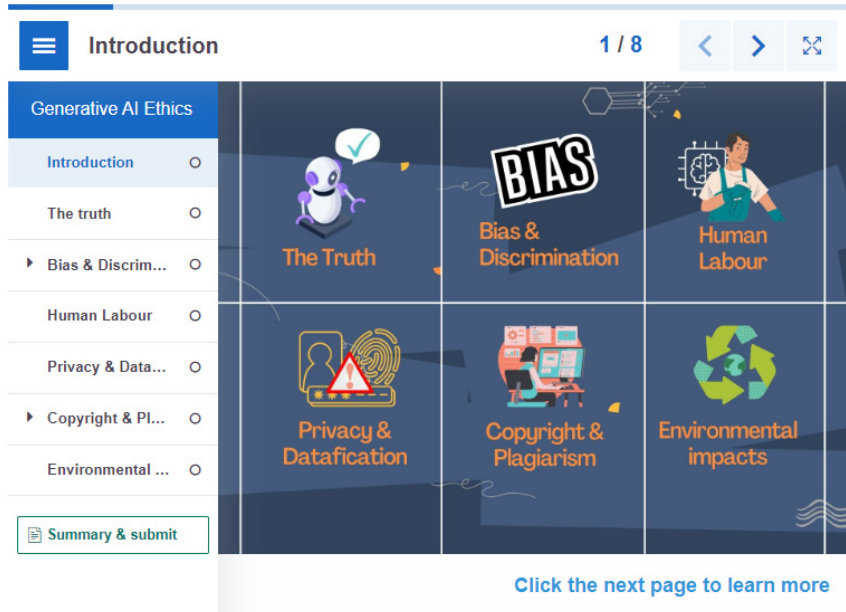 Introduction
1 / 8
Generative AI Ethics
Introduction
The truth
Bias & Discrim...
Human Labour
Privacy & Data...
Copyright & Pl...
Environmental ...
Summary & submit
The Truth
BIAS
Bias &
Discrimination
Human
Labour
Privacy &
Datafication
Copyright &
Plagiarism
Environmental
impacts
Click the next page to learn more